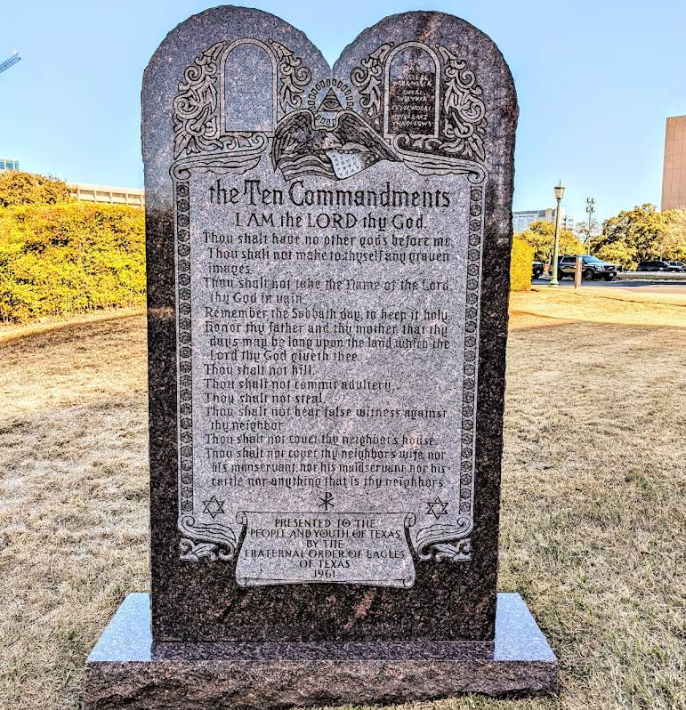 the Ten Commandments
I AM the LORD thy God.
Thou shalt have no other gods before me.
Thou shalt not make to thyself any graven
images.
Thou shalt not take the Name of the Lord
thy God in vain.
Remember the Sabbath day, to keep it holy.
Honor thy father and thy mother, that thy
days may be long upon the land which the
Lord thy God giveth thee.
Thou shalt not kill.
Thou shalt not commit adultery.
Thou shalt not steal.
Thou shalt not bear false witness against
thy neighbor.
Thou shalt not covet thy neighbor's house.
Thou shalt not covet thy neighbor's wife nor
his manservant nor his maidservant nor his
cattle nor anything that is thy neighbor's.
PRESENTED TO THE
PEOPLE AND YOUTH OF TEXAS
BY THE
FRATERNAL ORDER OF EAGLES
OF TEXAS
1961